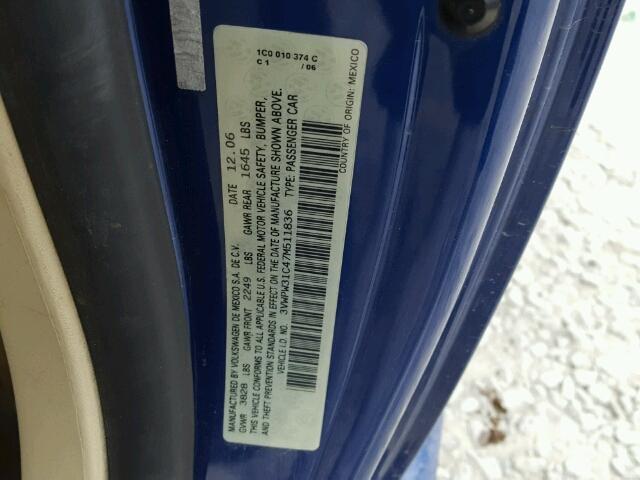 1C0 010 374 C
C 1 / 06
MANUFACTURED BY VOLKSWAGEN DE MEXICO S.A. DE C.V. DATE 12.06
GVWR 3828 LBS GAWR FRONT 2249 LBS GAWR REAR 1645 LBS
THIS VEHICLE CONFORMS TO ALL APPLICABLE U.S. FEDERAL MOTOR VEHICLE SAFETY, BUMPER,
AND THEFT PREVENTION STANDARDS IN EFFECT ON THE DATE OF MANUFACTURE SHOWN ABOVE.
VEHICLE I.D. NO. 3VWPW31C47M511836 TYPE: PASSENGER CAR
COUNTRY OF ORIGIN: MEXICO